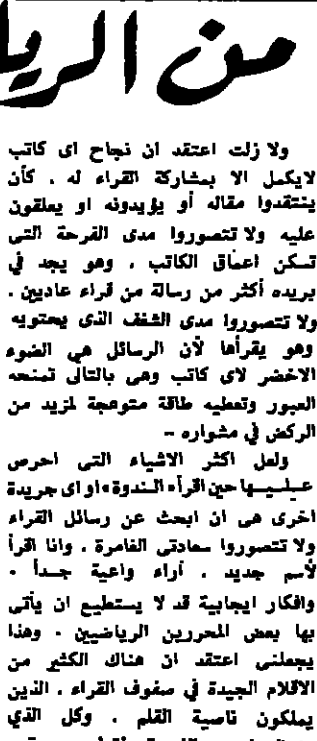 من الريا
ولا زلت اعتقد ان نجاح اى كاتب
لايكمل الا بمشاركة القراء له . كأن
ينتقدوا مقاله أو يؤيدونه او يعلقون
عليه ولا تتصوروا مدى الفرحة التى
تسكن اعماق الكاتب . وهو يجد في
بريده أكثر من رسالة من قراء عاديين .
ولا تتصوروا مدى الشغف الذى يحتويه
وهو يقرأها لأن الرسائل هي الضوء
الاخضر لاى كاتب وهى بالتالى تمنحه
العبور وتعطيه طاقة متوهجة لمزيد من
الركض في مشواره -
ولعل اكثر الاشياء التى احرص
عليها حين اقرأ «الندوة» او اى جريدة
اخرى هى ان ابحث عن رسائل القراء
ولا تتصوروا سعادتى الغامرة . وانا اقرأ
لأسم جديد . أراء واعية جدأ .
وافكار ايجابية قد لا يستطيع ان يأتى
بها بعض المحررين الرياضيين . وهذا
يجعلنى اعتقد ان هناك الكثير من
الاقلام الجيدة في صفوف القراء . الذين
يملكون ناصية القلم . وكل الذي